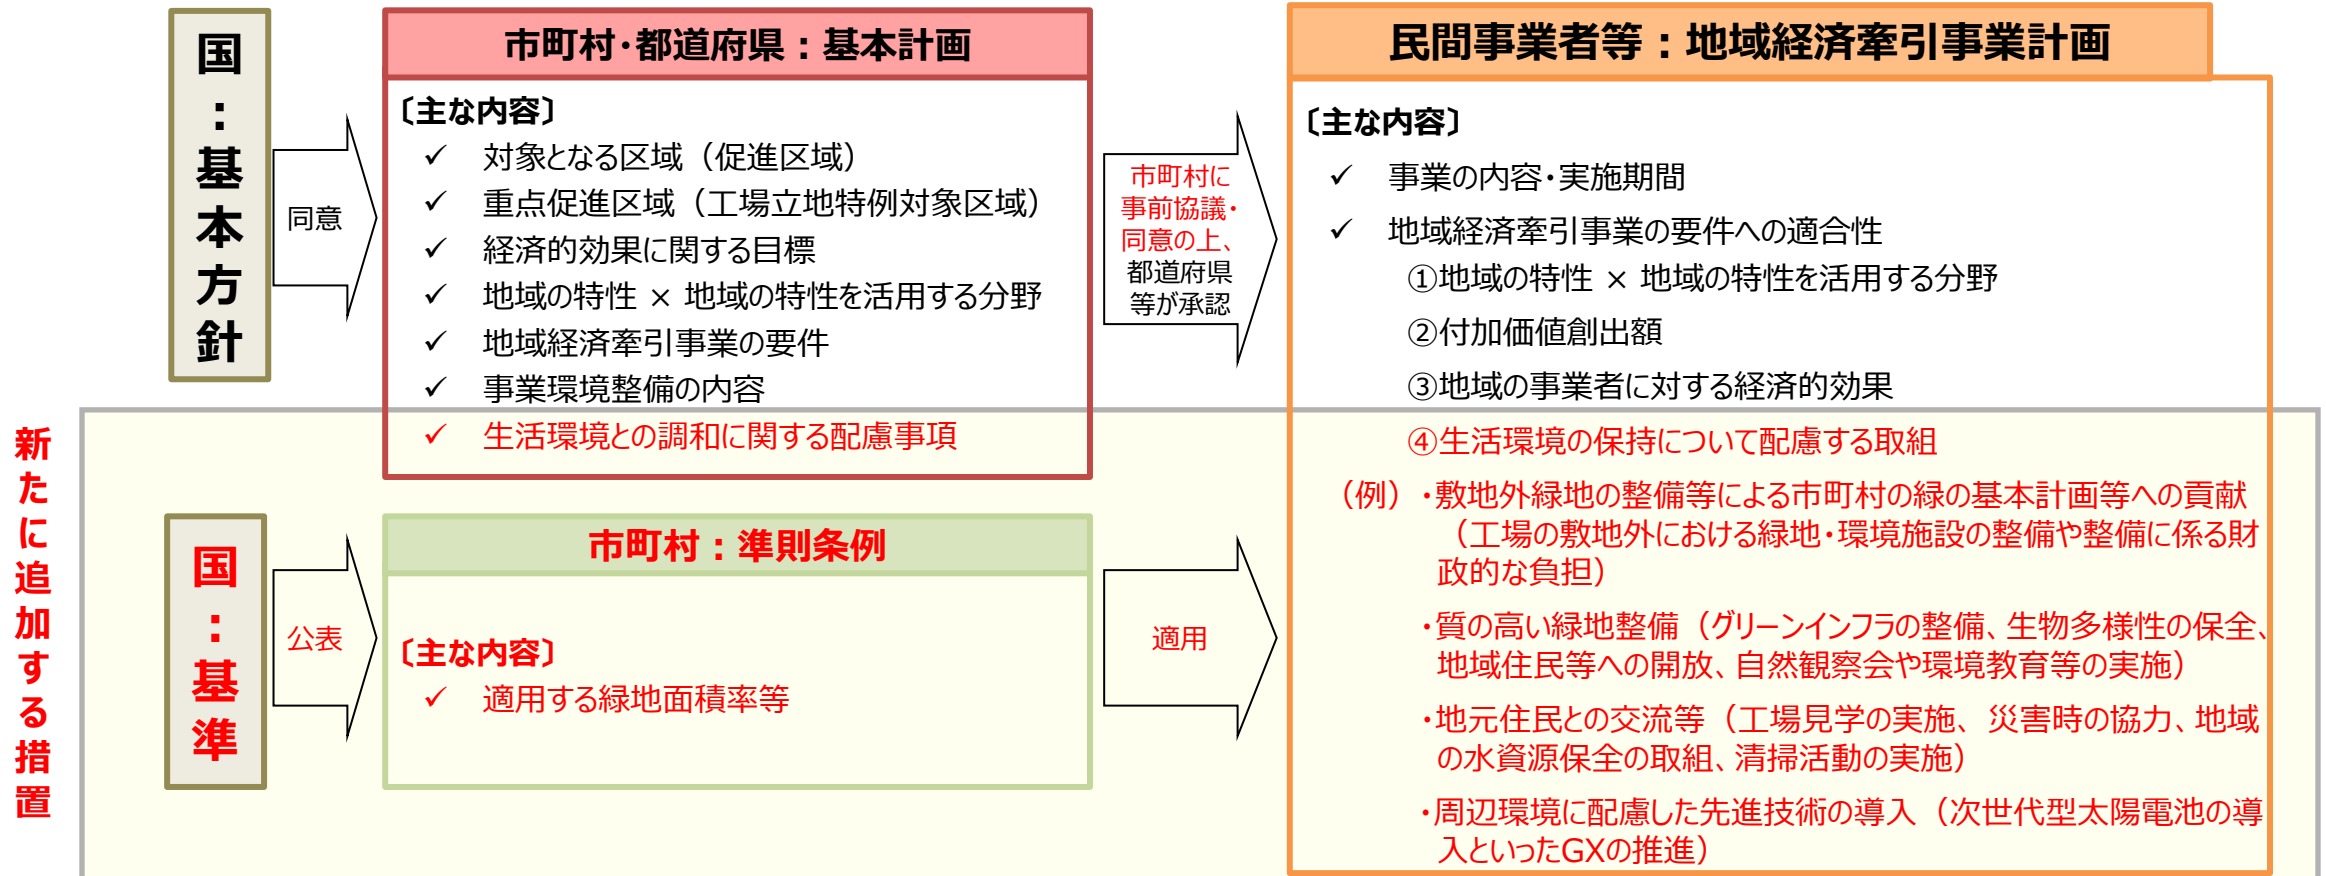 国:基本方針
同意
市町村・都道府県:基本計画
〔主な内容〕
✓ 対象となる区域(促進区域)
✓ 重点促進区域(工場立地特例対象区域)
✓ 経済的効果に関する目標
✓ 地域の特性 × 地域の特性を活用する分野
✓ 地域経済牽引事業の要件
✓ 事業環境整備の内容
✓ 生活環境との調和に関する配慮事項
市町村に
事前協議・
同意の上、
都道府県
等が承認
民間事業者等:地域経済牽引事業計画
〔主な内容〕
✓ 事業の内容・実施期間
✓ 地域経済牽引事業の要件への適合性
①地域の特性 × 地域の特性を活用する分野
②付加価値創出額
③地域の事業者に対する経済的効果
④生活環境の保持について配慮する取組
(例)・敷地外緑地の整備等による市町村の緑の基本計画等への貢献
(工場の敷地外における緑地・環境施設の整備や整備に係る財
政的な負担)
・質の高い緑地整備(グリーンインフラの整備、生物多様性の保全、
地域住民等への開放、自然観察会や環境教育等の実施)
・地元住民との交流等(工場見学の実施、災害時の協力、地域
の水資源保全の取組、清掃活動の実施)
・周辺環境に配慮した先進技術の導入(次世代型太陽電池の導
入といったGXの推進)
新たに追加する措置
国:基準
公表
市町村:準則条例
〔主な内容〕
✓ 適用する緑地面積率等
適用